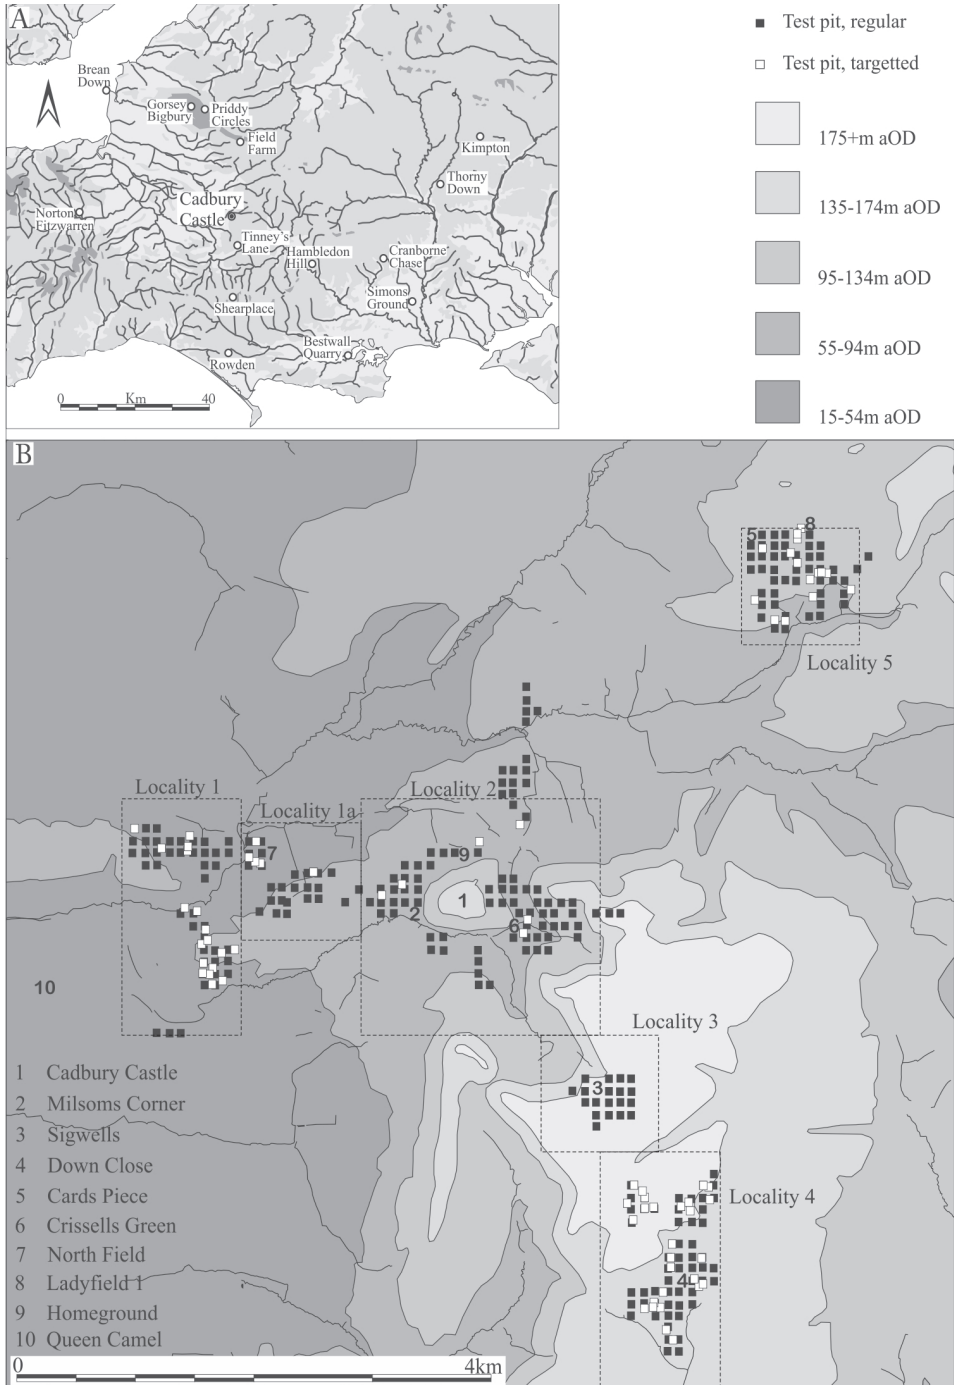 A
Brean
Down
Gorsey
Bigbury
Priddy
Circles
Field
Farm
Kimpton
Thorny
Down
Cadbury
Castle
Norton
Fitzwarren
Tinney's
Lane
Hambledon
Hill
Cranborne
Chase
Simons
Ground
Shearplace
Bestwall
Quarry
Rowden
0 Km 40
Test pit, regular
Test pit, targetted
175+m aOD
135-174m aOD
95-134m aOD
55-94m aOD
15-54m aOD
B
5
8
Locality 5
Locality 1
Locality 1a
Locality 2
7
9
1
2
6
10
Locality 3
3
Locality 4
4
1 Cadbury Castle
2 Milsoms Corner
3 Sigwells
4 Down Close
5 Cards Piece
6 Crissells Green
7 North Field
8 Ladyfield 1
9 Homeground
10 Queen Camel
0 4km